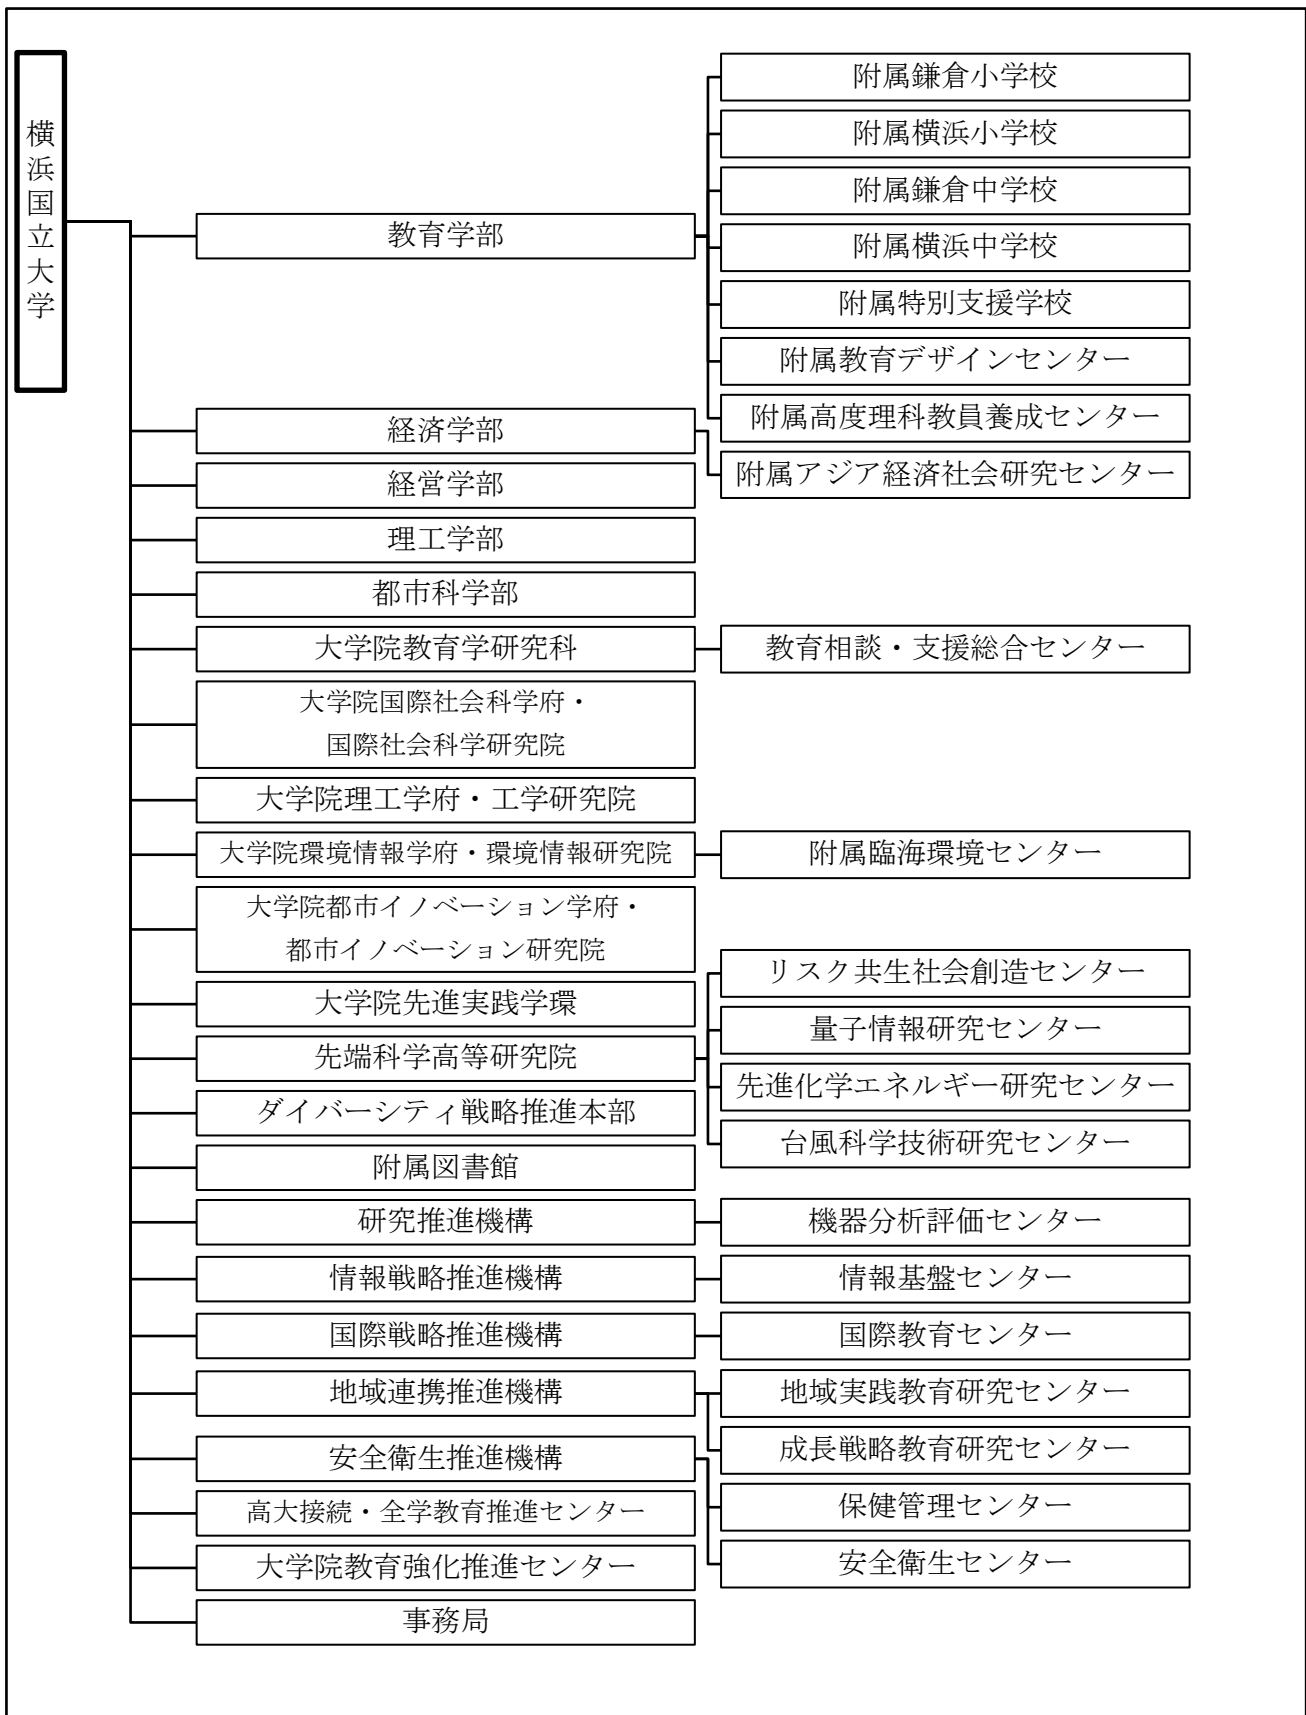 横浜国立大学
教育学部
附属鎌倉小学校
附属横浜小学校
附属鎌倉中学校
附属横浜中学校
附属特別支援学校
附属教育デザインセンター
附属高度理科教員養成センター
経済学部
附属アジア経済社会研究センター
経営学部
理工学部
都市科学部
大学院教育学研究科
教育相談・支援総合センター
大学院国際社会科学府・
国際社会科学研究院
大学院理工学府・工学研究院
大学院環境情報学府・環境情報研究院
附属臨海環境センター
大学院都市イノベーション学府・
都市イノベーション研究院
大学院先進実践学環
先端科学高等研究院
リスク共生社会創造センター
量子情報研究センター
先進化学エネルギー研究センター
台風科学技術研究センター
ダイバーシティ戦略推進本部
附属図書館
研究推進機構
機器分析評価センター
情報戦略推進機構
情報基盤センター
国際戦略推進機構
国際教育センター
地域連携推進機構
地域実践教育研究センター
成長戦略教育研究センター
安全衛生推進機構
保健管理センター
安全衛生センター
高大接続・全学教育推進センター
大学院教育強化推進センター
事務局